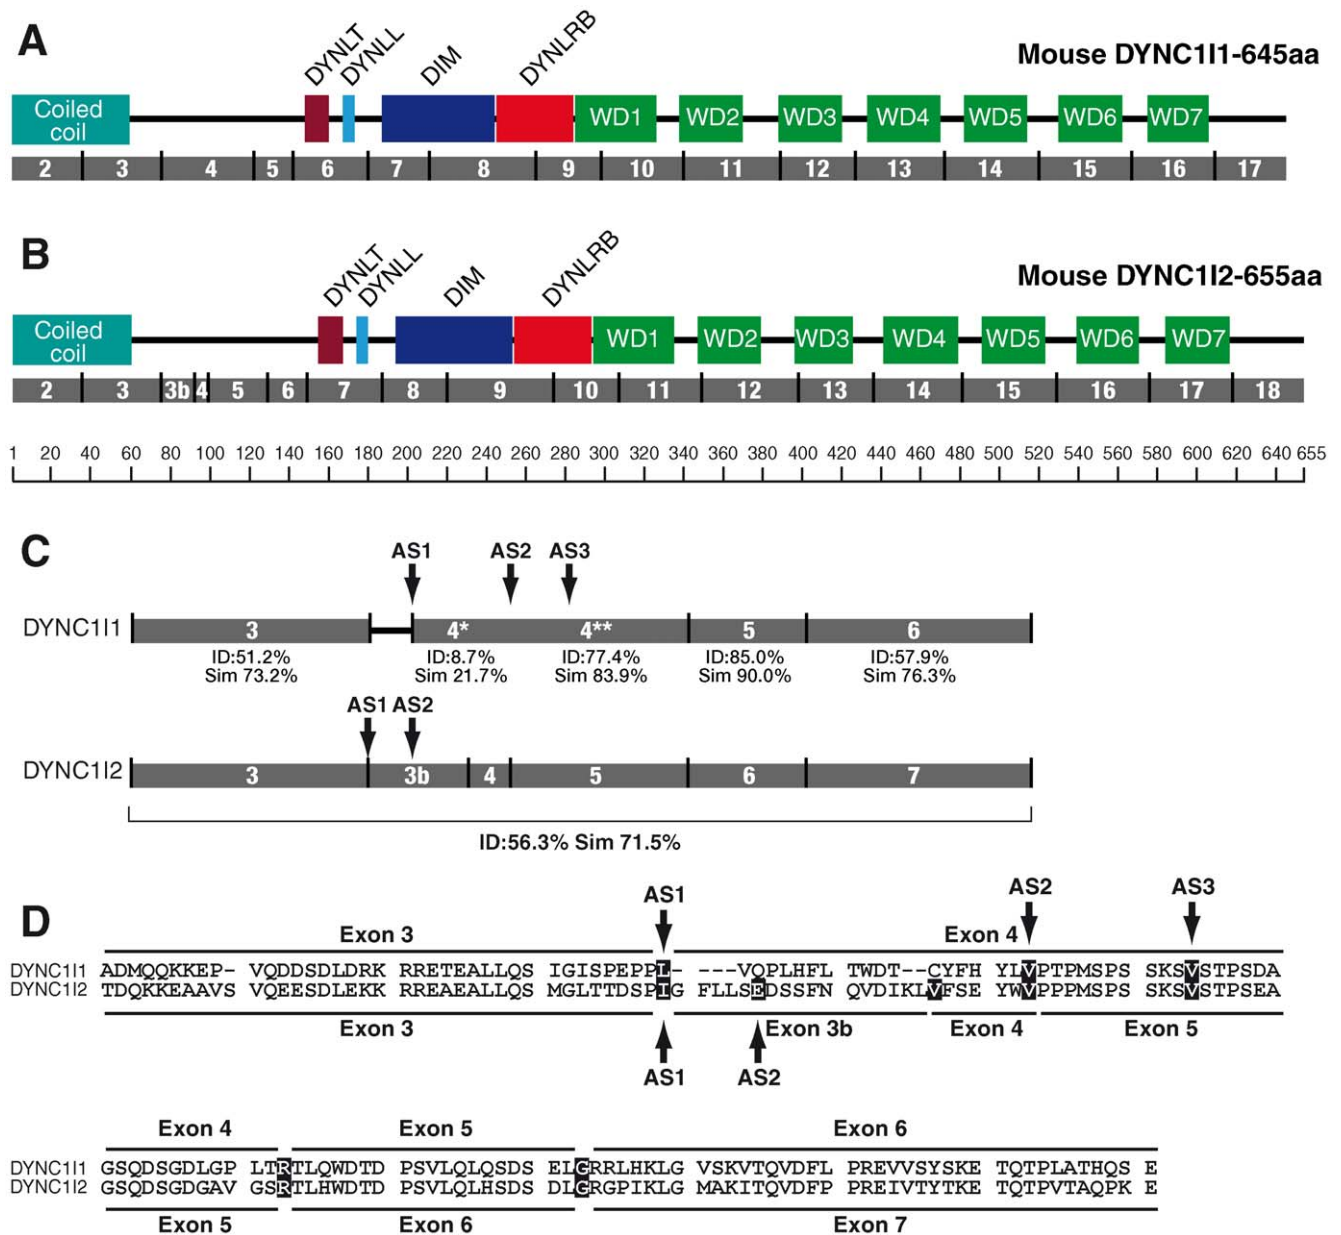 A
DYNLT
DYNLL
DIM
DYNLRB
Mouse DYNC1I1-645aa
Coiled coil
WD1 WD2 WD3 WD4 WD5 WD6 WD7
2 3 4 5 6 7 8 9 10 11 12 13 14 15 16 17
B
DYNLT
DYNLL
DIM
DYNLRB
Mouse DYNC1I2-655aa
Coiled coil
WD1 WD2 WD3 WD4 WD5 WD6 WD7
2 3 3b 4 5 6 7 8 9 10 11 12 13 14 15 16 17 18
1 20 40 60 80 100 120 140 160 180 200 220 240 260 280 300 320 340 360 380 400 420 440 460 480 500 520 540 560 580 600 620 640 655
C
AS1 AS2 AS3
DYNC1I1 3 4* 4** 5 6
ID:51.2% ID:8.7% ID:77.4% ID:85.0% ID:57.9%
Sim 73.2% Sim 21.7% Sim 83.9% Sim 90.0% Sim 76.3%
AS1 AS2
DYNC1I2 3 3b 4 5 6 7
ID:56.3% Sim 71.5%
D
AS1 AS2 AS3
Exon 3 Exon 4
DYNC1I1 ADMQQKKEP- VQDDSDLDRK RRETEALLQS IGISPEPPL- ---VQPLHFL TWDT--CYFH YLVPTPMSPS SKSVSTPSDA
DYNC1I2 TDQKKEAAVS VQEESDLEKK RREAEALLQS MGLTTDSPIG FLLSEDSSFN QVDIKLVFSE YWVPPPMSPS SKSVSTPSEA
Exon 3 Exon 3b Exon 4 Exon 5
AS1 AS2
Exon 4 Exon 5 Exon 6
DYNC1I1 GSQDSGDLGP LTRTLQWDTD PSVLQLQSDS ELGRRLHKLG VSKVTQVDFL PREVVSYSKE TQTPLATHQS E
DYNC1I2 GSQDSGDGAV GSRTLHWDTD PSVLQLHSDS DLGRGPIKLG MAKITQVDFP PREIVTYTKE TQTPVTAQPK E
Exon 5 Exon 6 Exon 7